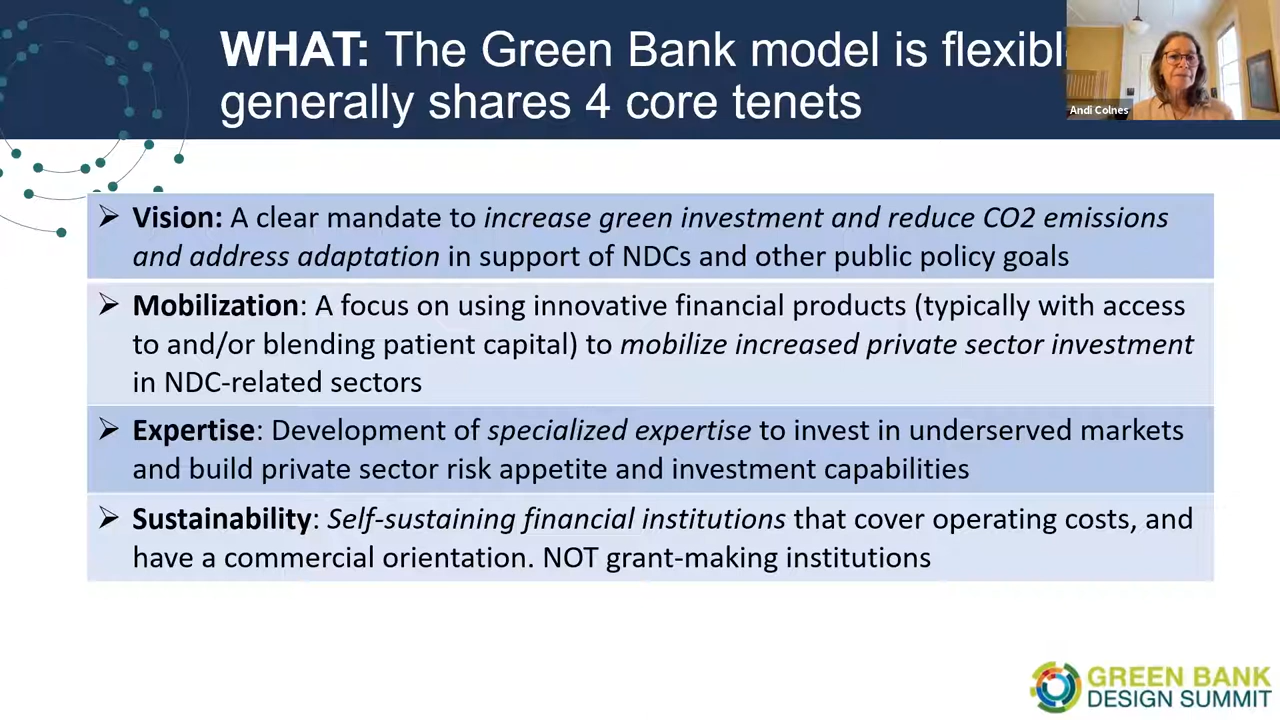 WHAT: The Green Bank model is flexibl
generally shares 4 core tenets
Andi Colnes
➢ Vision: A clear mandate to increase green investment and reduce CO2 emissions
and address adaptation in support of NDCs and other public policy goals
➢ Mobilization: A focus on using innovative financial products (typically with access
to and/or blending patient capital) to mobilize increased private sector investment
in NDC-related sectors
➢ Expertise: Development of specialized expertise to invest in underserved markets
and build private sector risk appetite and investment capabilities
➢ Sustainability: Self-sustaining financial institutions that cover operating costs, and
have a commercial orientation. NOT grant-making institutions
GREEN BANK
DESIGN SUMMIT